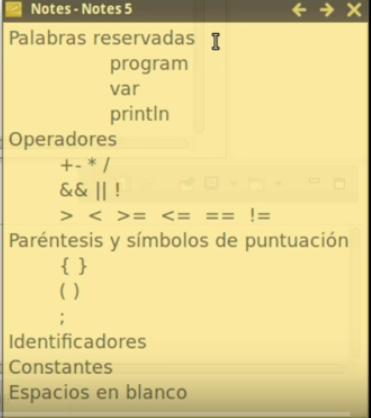 Notes - Notes 5
Palabras reservadas
program
var
println
Operadores
+- * /
&& || !
> < >= <= == !=
Paréntesis y símbolos de puntuación
{ }
( )
;
Identificadores
Constantes
Espacios en blanco